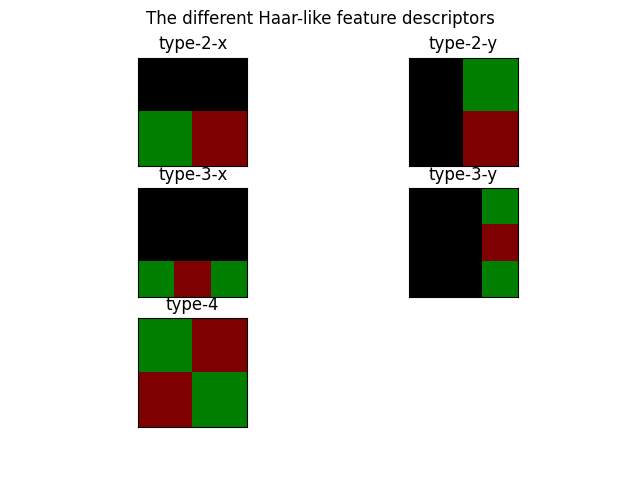 The different Haar-like feature descriptors
type-2-x
type-2-y
type-3-x
type-3-y
type-4